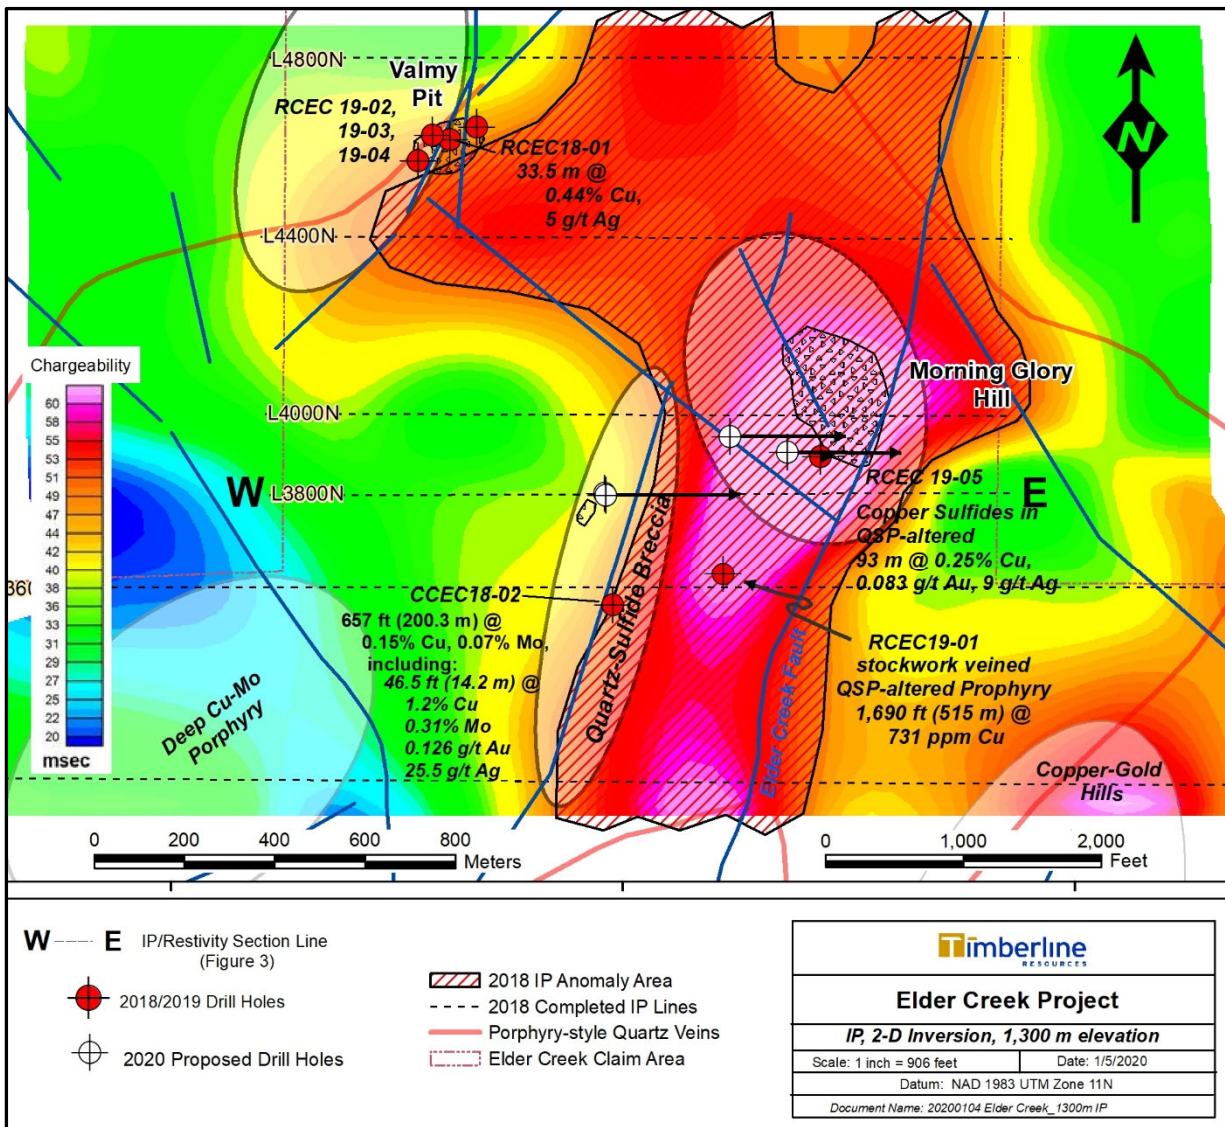 L4800N
Valmy
Pit
RCEC 19-02,
19-03,
19-04
RCEC18-01
33.5 m @
0.44% Cu,
5 g/t Ag
N
L4400N
Chargeability
60
58
55
53
51
49
47
44
42
40
38
36
33
31
29
27
25
22
20
msec
Morning Glory
Hill
L4000N
W
L3800N
E
RCEC 19-05
Copper Sulfides in
QSP-altered
93 m @ 0.25% Cu,
0.083 g/t Au, 9 g/t Ag
Quartz-Sulfide Breccia
360
CCEC18-02
657 ft (200.3 m) @
0.15% Cu, 0.07% Mo,
including:
46.5 ft (14.2 m) @
1.2% Cu
0.31% Mo
0.126 g/t Au
25.5 g/t Ag
Deep Cu-Mo
Porphyry
Elder Creek Fault
RCEC19-01
stockwork veined
QSP-altered Prophyry
1,690 ft (515 m) @
731 ppm Cu
Copper-Gold
Hills
0 200 400 600 800
Meters
0 1,000 2,000
Feet
W E IP/Restivity Section Line
(Figure 3)
2018/2019 Drill Holes
2020 Proposed Drill Holes
2018 IP Anomaly Area
2018 Completed IP Lines
Porphyry-style Quartz Veins
Elder Creek Claim Area
Timberline
RESOURCES
Elder Creek Project
IP, 2-D Inversion, 1,300 m elevation
Scale: 1 inch = 906 feet
Date: 1/5/2020
Datum: NAD 1983 UTM Zone 11N
Document Name: 20200104 Elder Creek_1300m IP